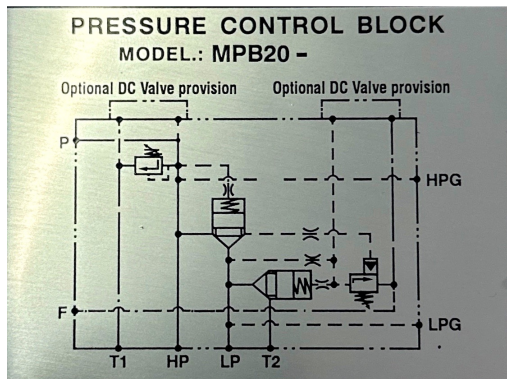 PRESSURE CONTROL BLOCK
MODEL.: MPB20 -
Optional DC Valve provision Optional DC Valve provision
P
HPG
F
LPG
T1 HP LP T2